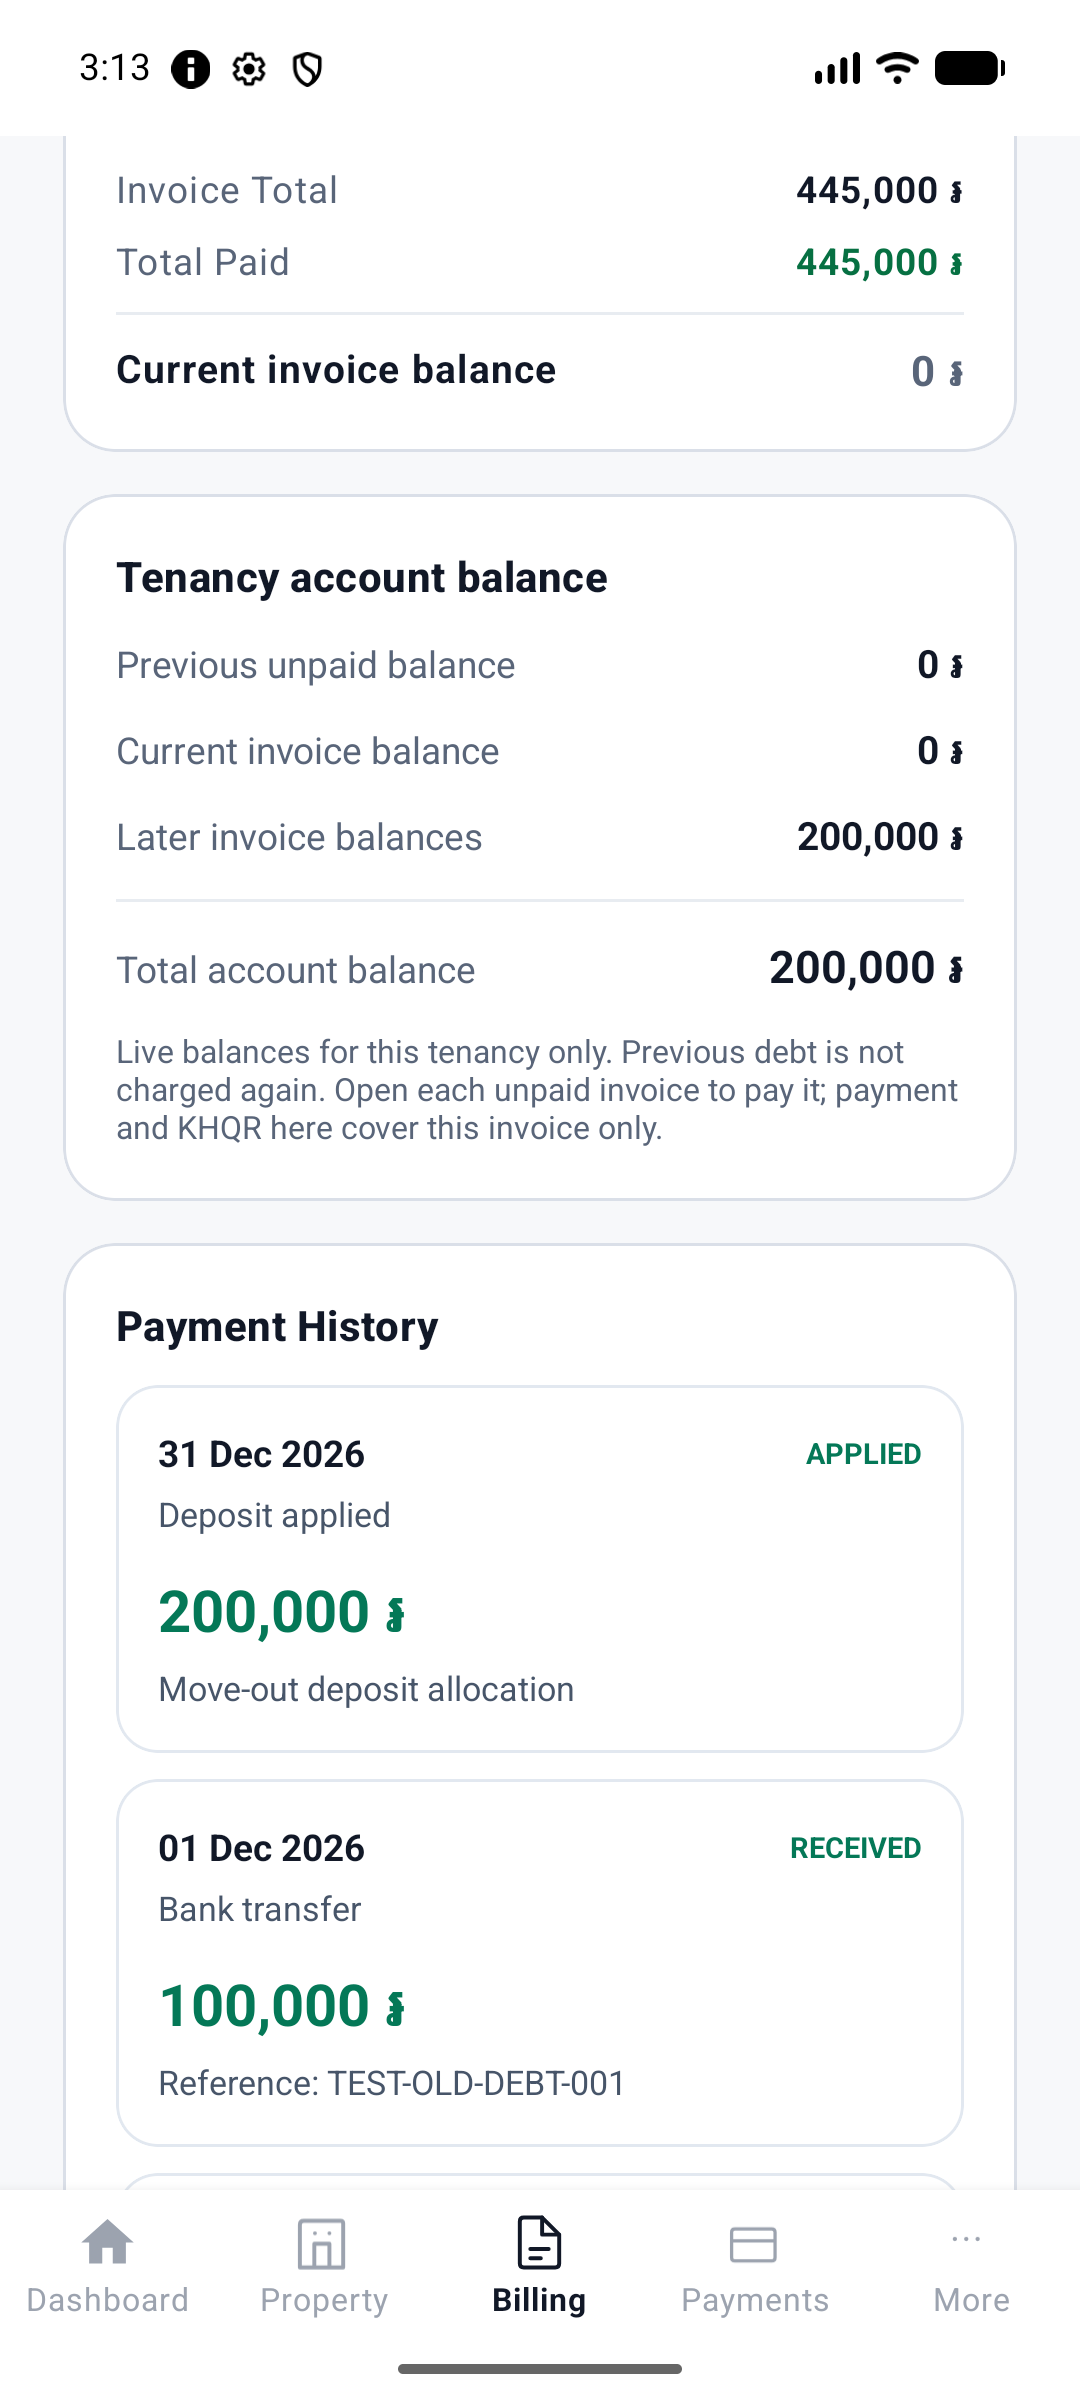 3:13
Invoice Total 445,000 ៛
Total Paid 445,000 ៛
Current invoice balance 0 ៛
Tenancy account balance
Previous unpaid balance 0 ៛
Current invoice balance 0 ៛
Later invoice balances 200,000 ៛
Total account balance 200,000 ៛
Live balances for this tenancy only. Previous debt is not
charged again. Open each unpaid invoice to pay it; payment
and KHQR here cover this invoice only.
Payment History
31 Dec 2026 APPLIED
Deposit applied
200,000 ៛
Move-out deposit allocation
01 Dec 2026 RECEIVED
Bank transfer
100,000 ៛
Reference: TEST-OLD-DEBT-001
Dashboard Property Billing Payments More